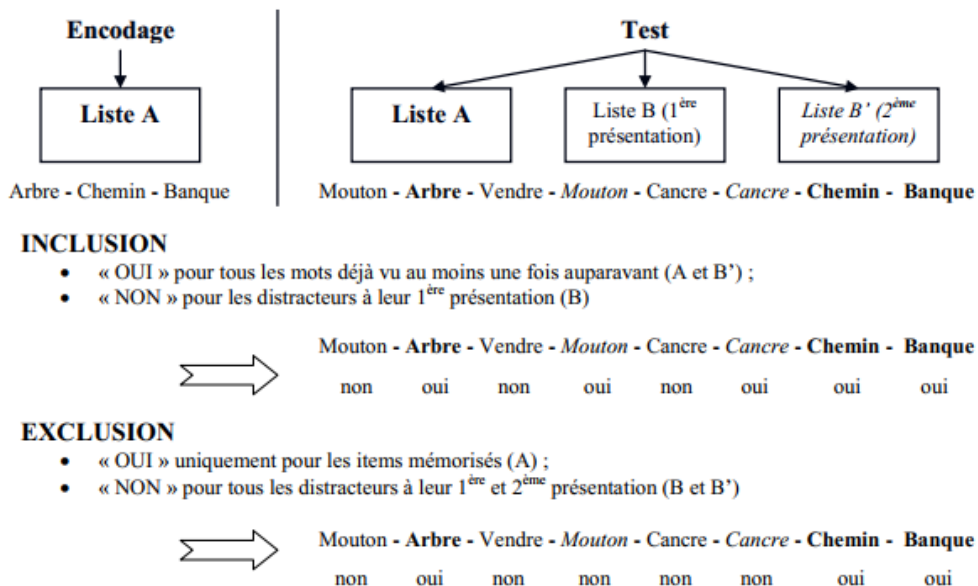 Encodage
Test
Liste A
Liste A
Liste B (1ère
présentation)
Liste B’ (2ème
présentation)
Arbre - Chemin - Banque
Mouton - Arbre - Vendre - Mouton - Cancre - Cancre - Chemin - Banque
INCLUSION
• « OUI » pour tous les mots déjà vu au moins une fois auparavant (A et B’) ;
• « NON » pour les distracteurs à leur 1ère présentation (B)
Mouton - Arbre - Vendre - Mouton - Cancre - Cancre - Chemin - Banque
non oui non oui non oui oui oui
EXCLUSION
• « OUI » uniquement pour les items mémorisés (A) ;
• « NON » pour tous les distracteurs à leur 1ère et 2ème présentation (B et B’)
Mouton - Arbre - Vendre - Mouton - Cancre - Cancre - Chemin - Banque
non oui non non non non oui oui